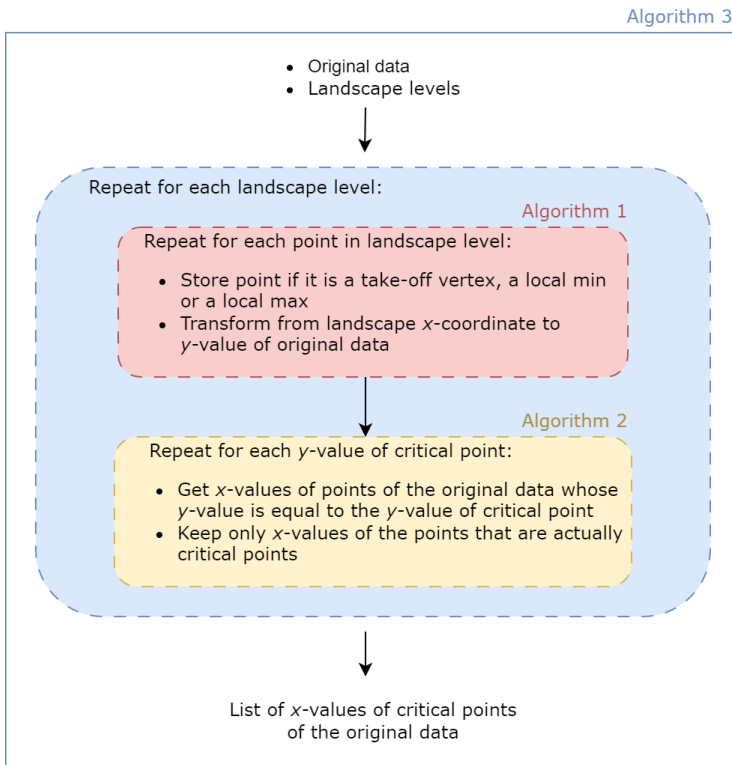 Algorithm 3
• Original data
• Landscape levels
Repeat for each landscape level:
Algorithm 1
Repeat for each point in landscape level:
• Store point if it is a take-off vertex, a local min
or a local max
• Transform from landscape x-coordinate to
y-value of original data
Algorithm 2
Repeat for each y-value of critical point:
• Get x-values of points of the original data whose
y-value is equal to the y-value of critical point
• Keep only x-values of the points that are actually
critical points
List of x-values of critical points
of the original data